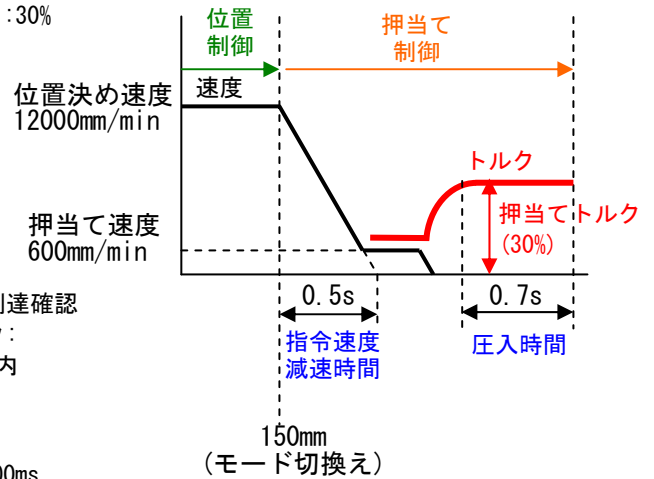 :30%
位置
制御
押当て
制御
速度
位置決め速度
12000mm/min
トルク
押当てトルク
(30%)
押当て速度
600mm/min
0.5s
0.7s
達確認
指令速度
減速時間
圧入時間
内
150mm
(モード切換え)
00ms